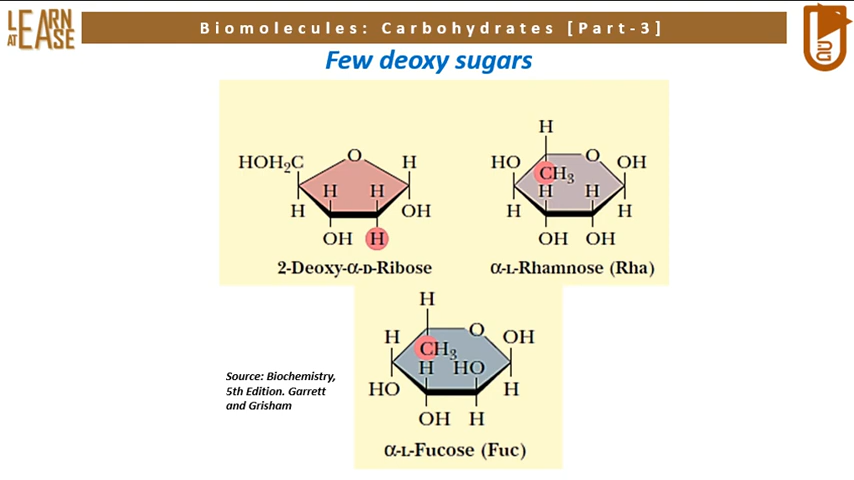 LEARN
AT EASE
Biomolecules: Carbohydrates [Part-3]
Few deoxy sugars
HOH₂C O H
H H
H OH
OH H
2-Deoxy-α-D-Ribose
H
HO O OH
CH₃
H H
H H
OH OH
α-L-Rhamnose (Rha)
H
H O OH
CH₃
H HO
HO H
OH H
α-L-Fucose (Fuc)
Source: Biochemistry,
5th Edition. Garrett
and Grisham